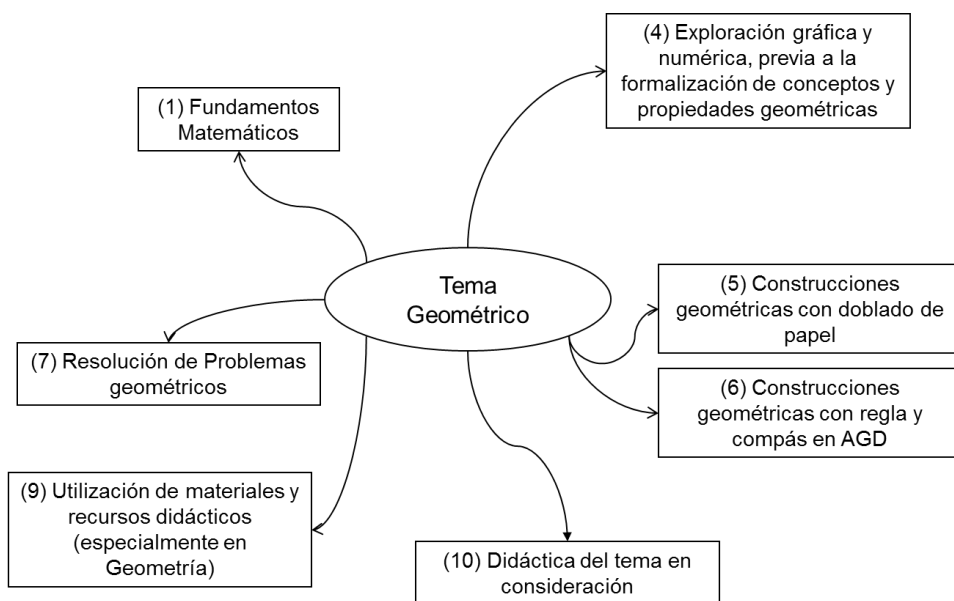 (4) Exploración gráfica y
numérica, previa a la
formalización de conceptos y
propiedades geométricas
(1) Fundamentos
Matemáticos
Tema
Geométrico
(5) Construcciones
geométricas con doblado de
papel
(7) Resolución de Problemas
geométricos
(6) Construcciones
geométricas con regla y
compás en AGD
(9) Utilización de materiales y
recursos didácticos
(especialmente en
Geometría)
(10) Didáctica del tema en
consideración